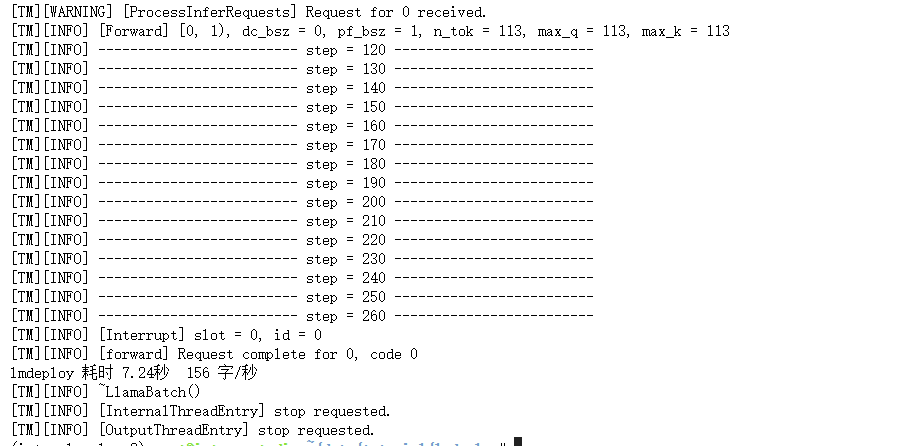 [TM][WARNING] [ProcessInferRequests] Request for 0 received.
[TM][INFO] [Forward] [0, 1), dc_bsz = 0, pf_bsz = 1, n_tok = 113, max_q = 113, max_k = 113
[TM][INFO] ------------------------- step = 120 -------------------------
[TM][INFO] ------------------------- step = 130 -------------------------
[TM][INFO] ------------------------- step = 140 -------------------------
[TM][INFO] ------------------------- step = 150 -------------------------
[TM][INFO] ------------------------- step = 160 -------------------------
[TM][INFO] ------------------------- step = 170 -------------------------
[TM][INFO] ------------------------- step = 180 -------------------------
[TM][INFO] ------------------------- step = 190 -------------------------
[TM][INFO] ------------------------- step = 200 -------------------------
[TM][INFO] ------------------------- step = 210 -------------------------
[TM][INFO] ------------------------- step = 220 -------------------------
[TM][INFO] ------------------------- step = 230 -------------------------
[TM][INFO] ------------------------- step = 240 -------------------------
[TM][INFO] ------------------------- step = 250 -------------------------
[TM][INFO] ------------------------- step = 260 -------------------------
[TM][INFO] [Interrupt] slot = 0, id = 0
[TM][INFO] [forward] Request complete for 0, code 0
lmdeploy 耗时 7.24秒  156 字/秒
[TM][INFO] ~LlamaBatch()
[TM][INFO] [InternalThreadEntry] stop requested.
[TM][INFO] [OutputThreadEntry] stop requested.